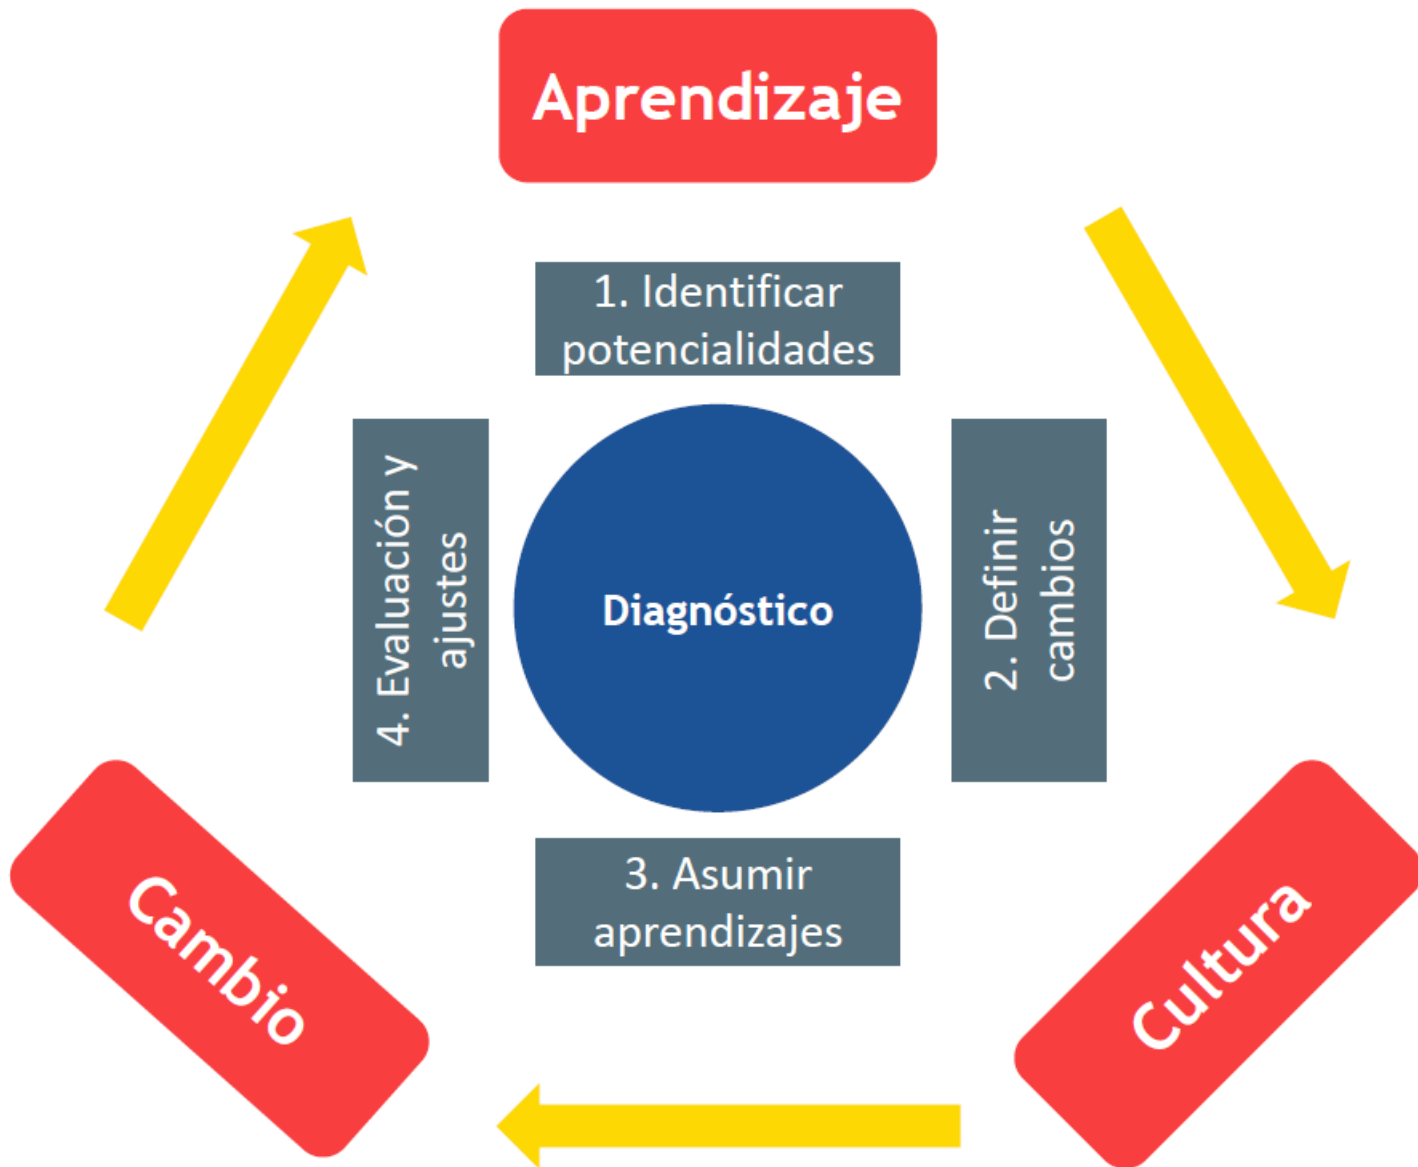 Aprendizaje
1. Identificar
potencialidades
4. Evaluación y
ajustes
Diagnóstico
2. Definir
cambios
3. Asumir
aprendizajes
Cambio
Cultura